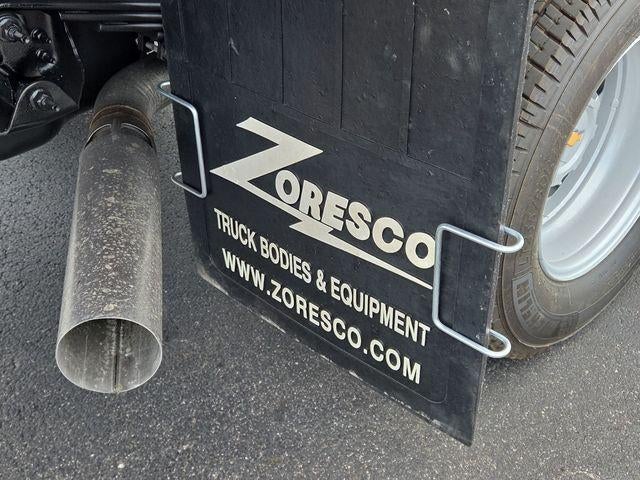 ZORESCO
TRUCK BODIES & EQUIPMENT
WWW.ZORESCO.COM